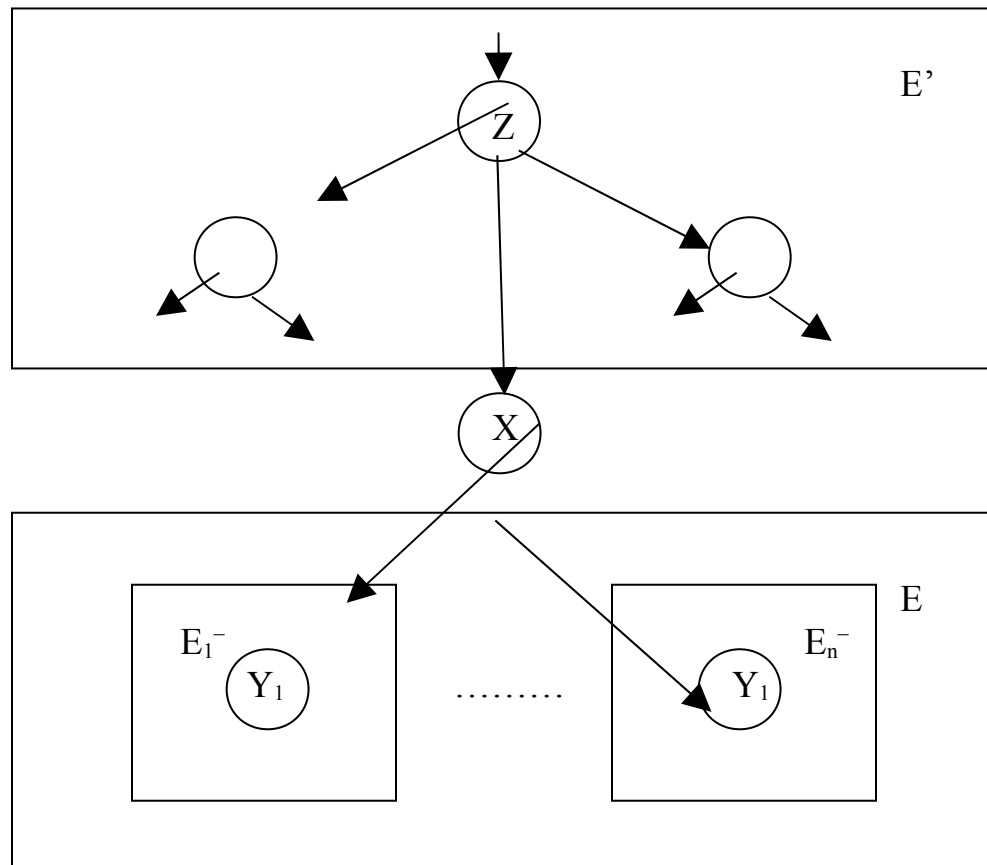 E’
Z
X
E
E₁⁻
Eₙ⁻
Y₁
.........
Y₁